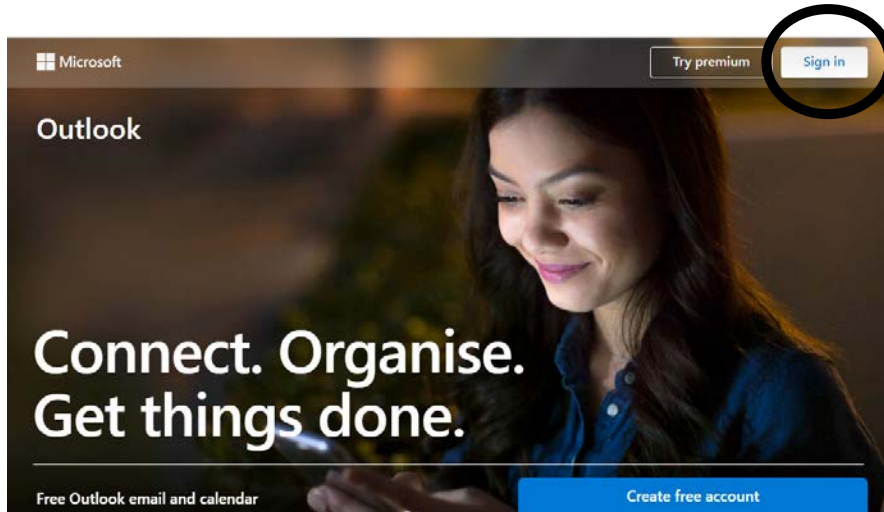 Microsoft
Try premium
Sign in
Outlook
Connect. Organise.
Get things done.
Free Outlook email and calendar
Create free account